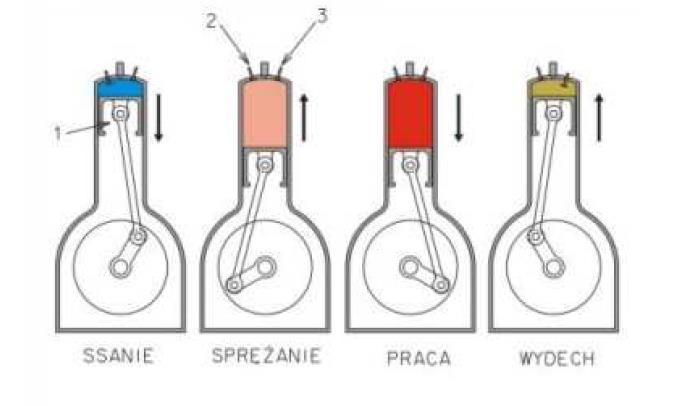 2
3
1
SSANIE
SPRĘŻANIE
PRACA
WYDECH